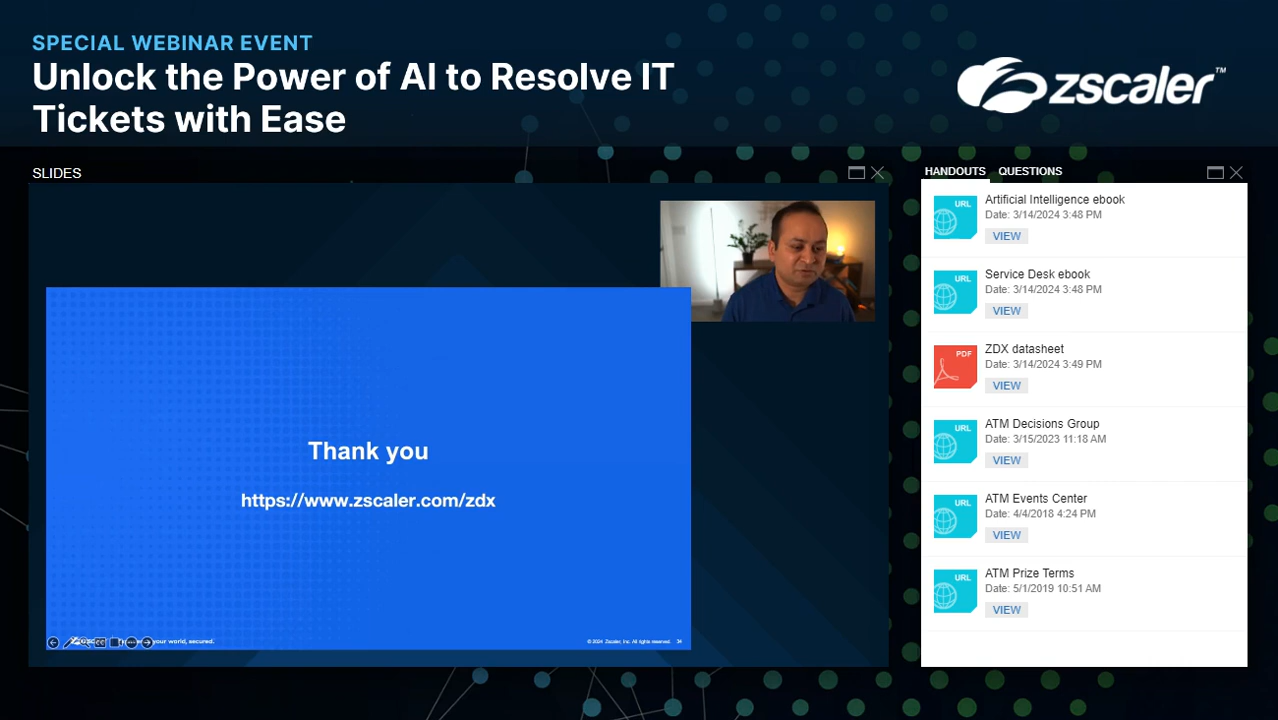 SPECIAL WEBINAR EVENT
Unlock the Power of AI to Resolve IT
Tickets with Ease
zscaler™
SLIDES
Thank you
https://www.zscaler.com/zdx
your world, secured.
© 2024 Zscaler, Inc. All rights reserved. 34
HANDOUTS QUESTIONS
URL
Artificial Intelligence ebook
Date: 3/14/2024 3:48 PM
VIEW
URL
Service Desk ebook
Date: 3/14/2024 3:48 PM
VIEW
PDF
ZDX datasheet
Date: 3/14/2024 3:49 PM
VIEW
URL
ATM Decisions Group
Date: 3/15/2023 11:18 AM
VIEW
URL
ATM Events Center
Date: 4/4/2018 4:24 PM
VIEW
URL
ATM Prize Terms
Date: 5/1/2019 10:51 AM
VIEW